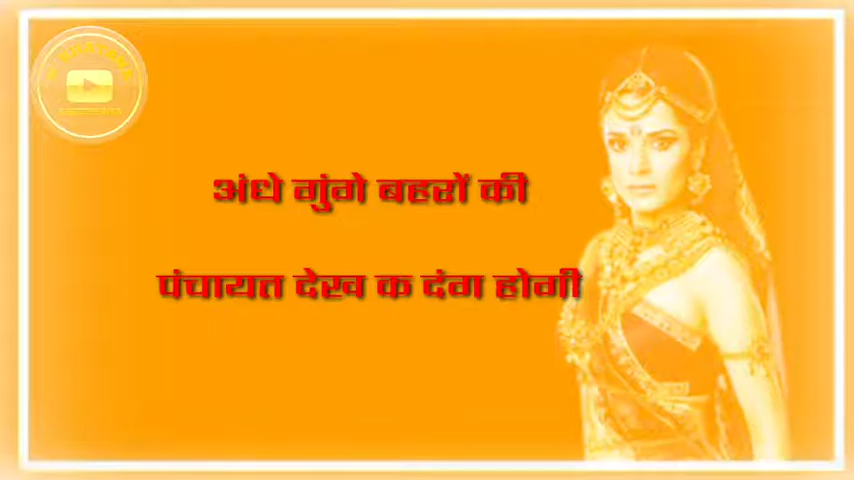 अंधे गुंगे बहरों की
पंचायत देख क दंग होगी